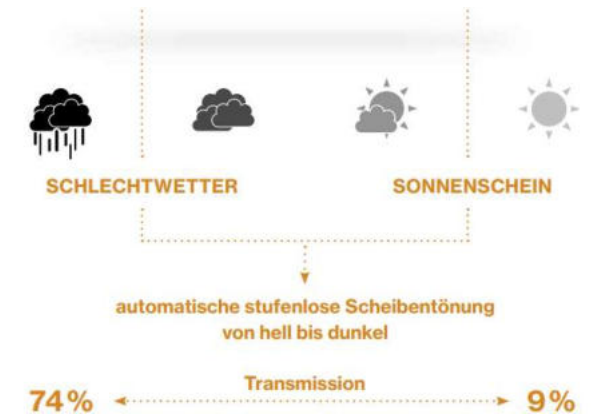 SCHLECHTWETTER
SONNENSCHEIN
automatische stufenlose Scheibentönung
von hell bis dunkel
Transmission
74%
9%